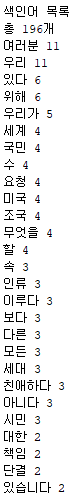 색인어 목록
총 196개
여러분 11
우리 11
있다 6
위해 6
우리가 5
세계 4
국민 4
수 4
요청 4
미국 4
조국 4
무엇을 4
할 4
속 3
인류 3
이루다 3
보다 3
다른 3
모든 3
세대 3
친애하다 3
아니다 3
시민 3
대한 2
책임 2
단결 2
있습니다 2